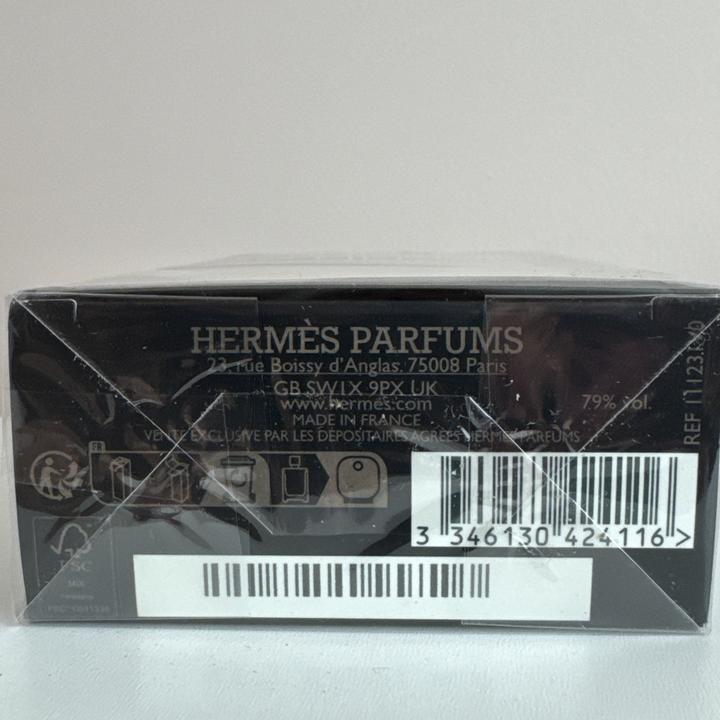 HERMÈS PARFUMS
23, rue Boissy d'Anglas, 75008 Paris
GB SW1X 9PX UK
www.hermes.com
MADE IN FRANCE
79% vol.
VENTE EXCLUSIVE PAR LES DÉPOSITAIRES AGRÉÉS HERMÈS PARFUMS
FR
3 346130 424116 >
FSC
MIX